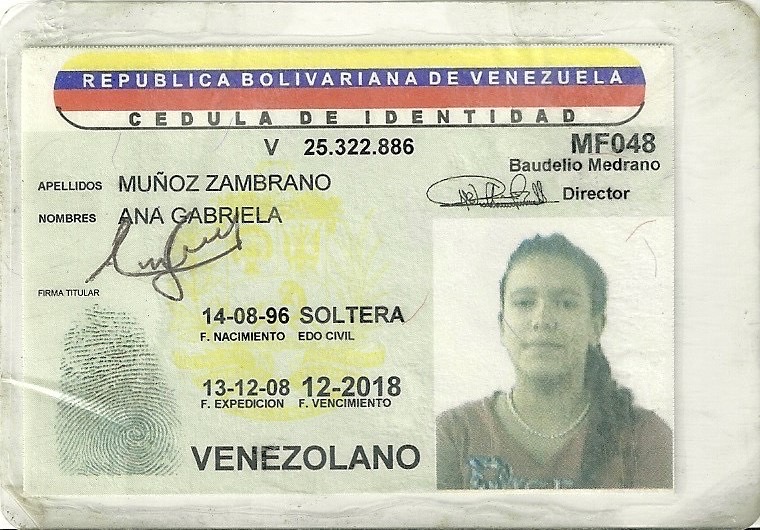 REPUBLICA BOLIVARIANA DE VENEZUELA
CEDULA DE IDENTIDAD
V 25.322.886
MF048
Baudelio Medrano
Director
APELLIDOS MUÑOZ ZAMBRANO
NOMBRES ANA GABRIELA
FIRMA TITULAR
14-08-96 SOLTERA
F. NACIMIENTO EDO CIVIL
13-12-08 12-2018
F. EXPEDICION F. VENCIMIENTO
VENEZOLANO